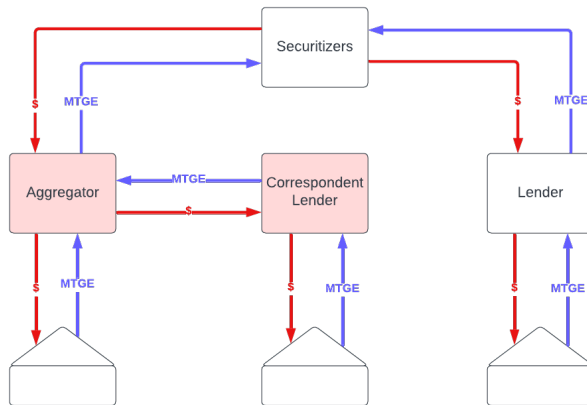 Securitizers
$
MTGE
$
MTGE
Aggregator
MTGE
$
Correspondent
Lender
Lender
$
MTGE
$
MTGE
$
MTGE